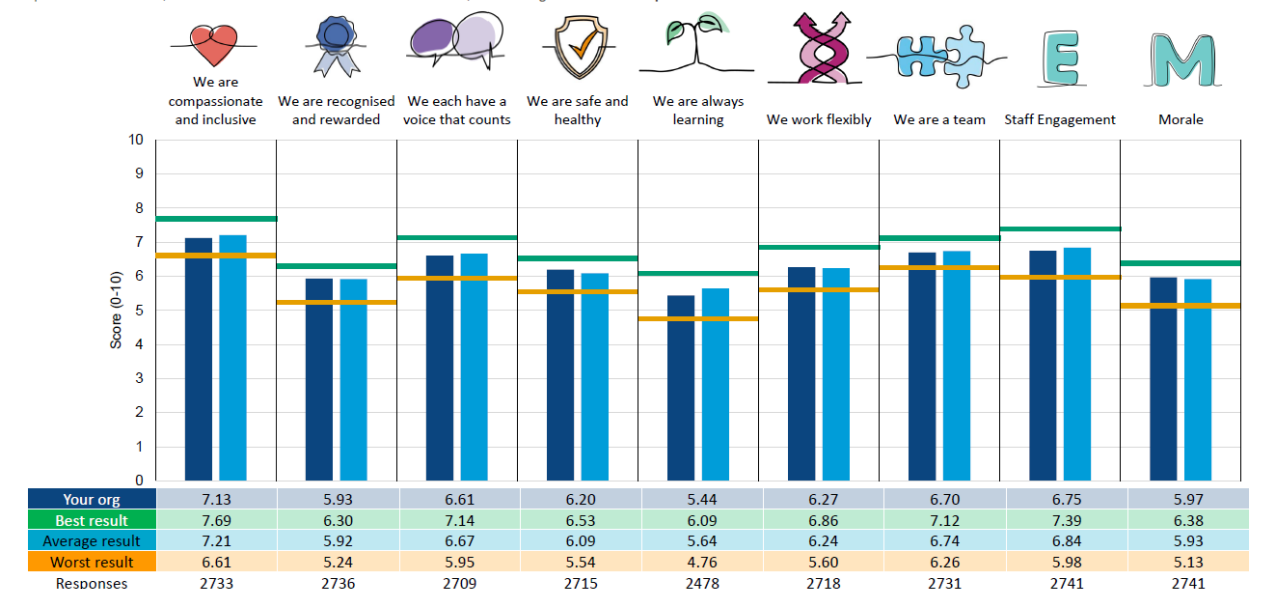 We are
compassionate
and inclusive
We are recognised
and rewarded
We each have a
voice that counts
We are safe and
healthy
We are always
learning
We work flexibly
We are a team
Staff Engagement
Morale
E
M
Score (0-10)
10
9
8
7
6
5
4
3
2
1
0
Your org 7.13 5.93 6.61 6.20 5.44 6.27 6.70 6.75 5.97
Best result 7.69 6.30 7.14 6.53 6.09 6.86 7.12 7.39 6.38
Average result 7.21 5.92 6.67 6.09 5.64 6.24 6.74 6.84 5.93
Worst result 6.61 5.24 5.95 5.54 4.76 5.60 6.26 5.98 5.13
Responses 2733 2736 2709 2715 2478 2718 2731 2741 2741